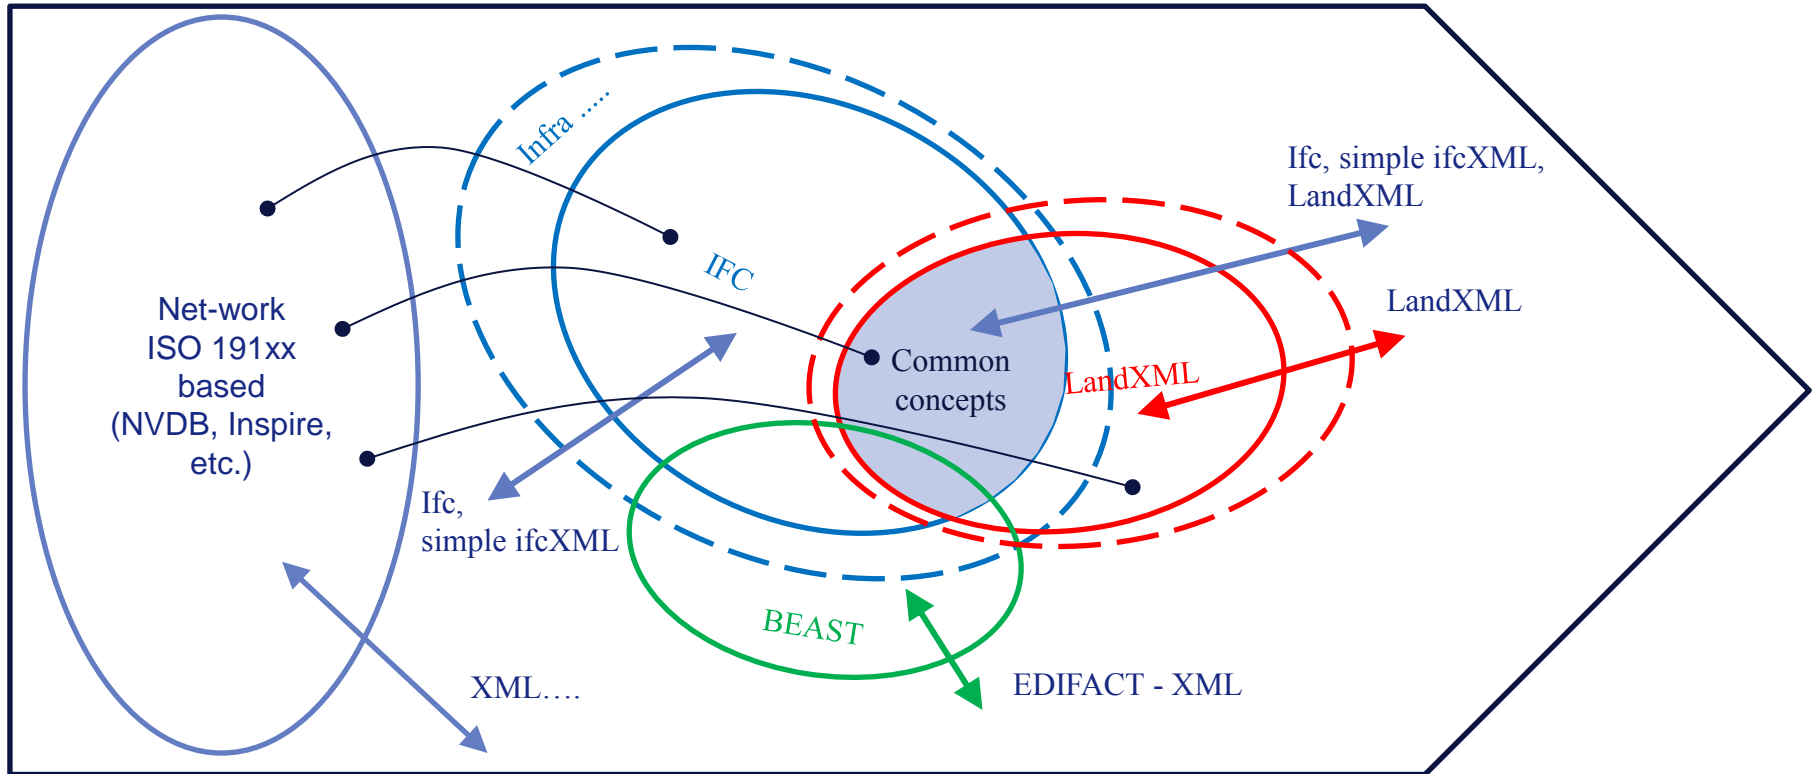 Infra .....
Ifc, simple ifcXML,
LandXML
IFC
LandXML
Net-work
ISO 191xx
based
(NVDB, Inspire,
etc.)
Common
concepts
LandXML
Ifc,
simple ifcXML
BEAST
XML....
EDIFACT - XML